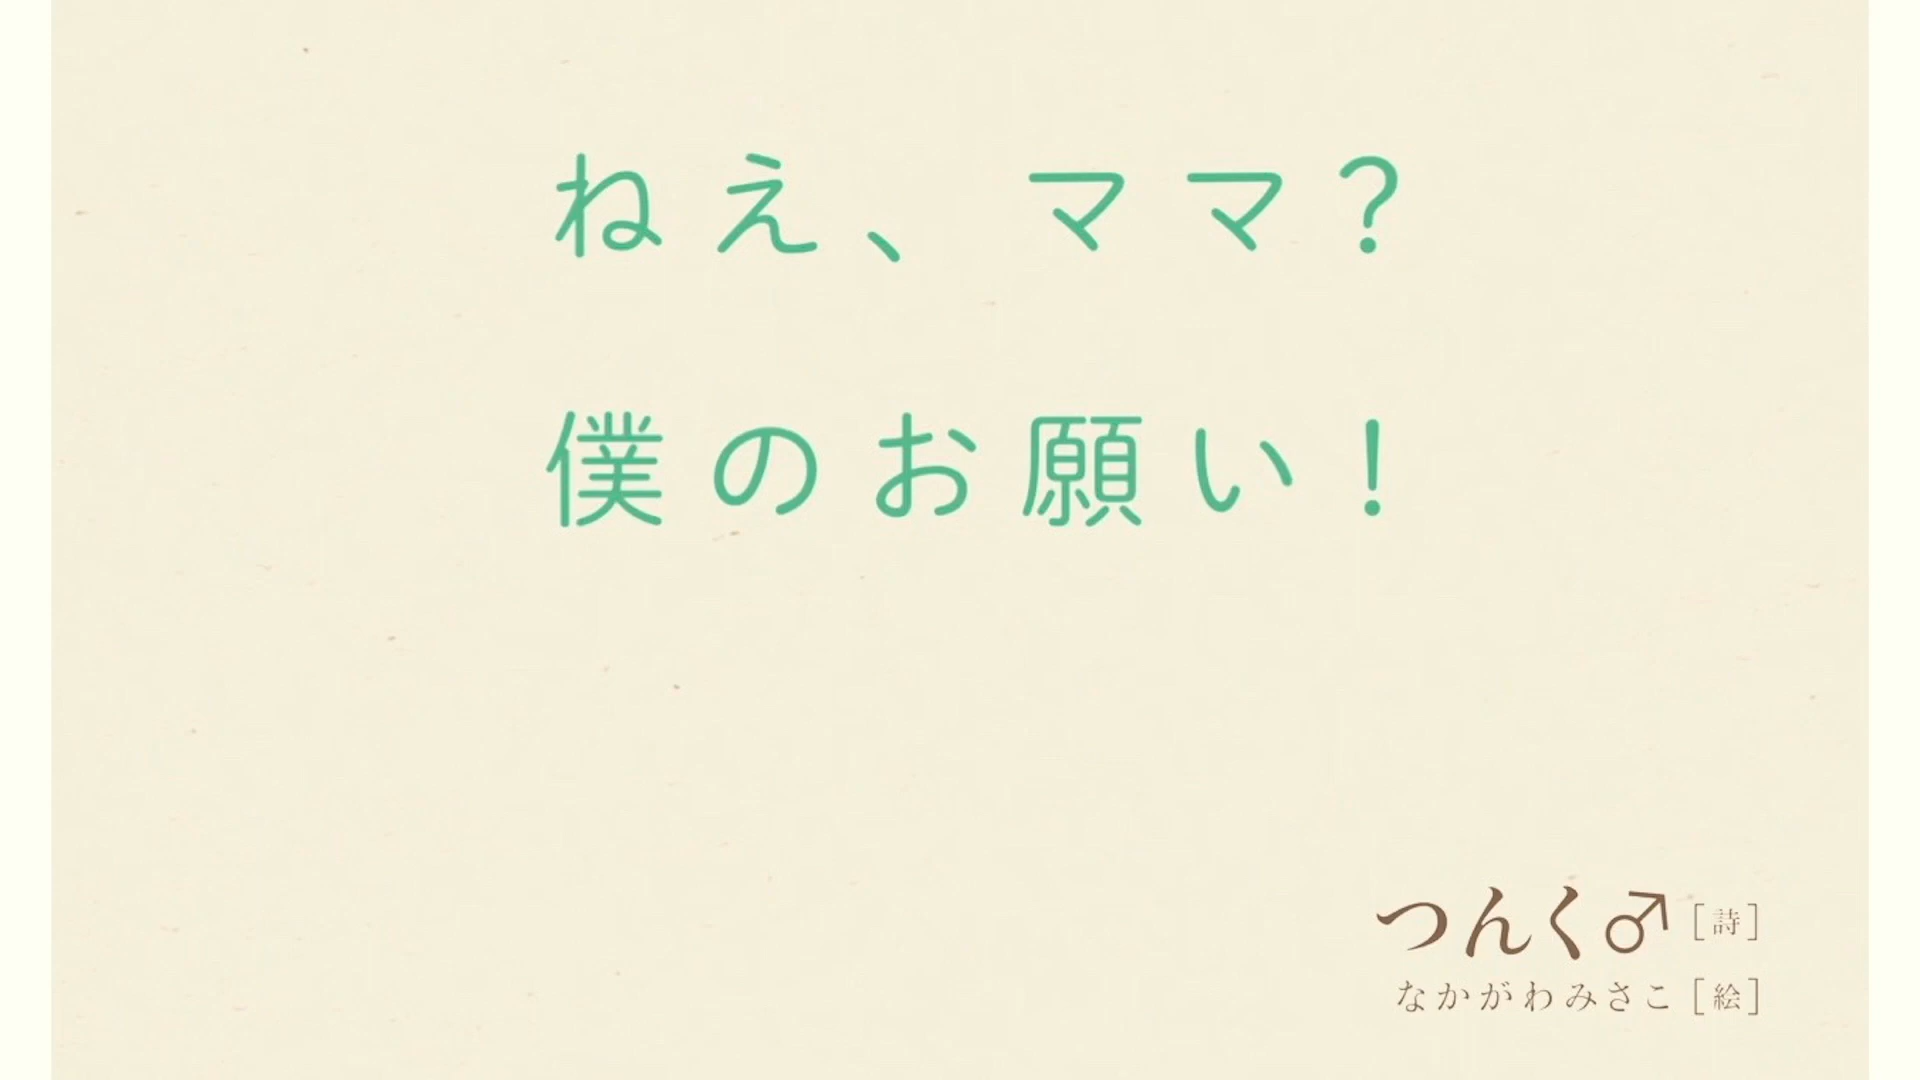 ねえ、ママ？
僕のお願い！
つんく♂［詩］
なかがわみさこ［絵］